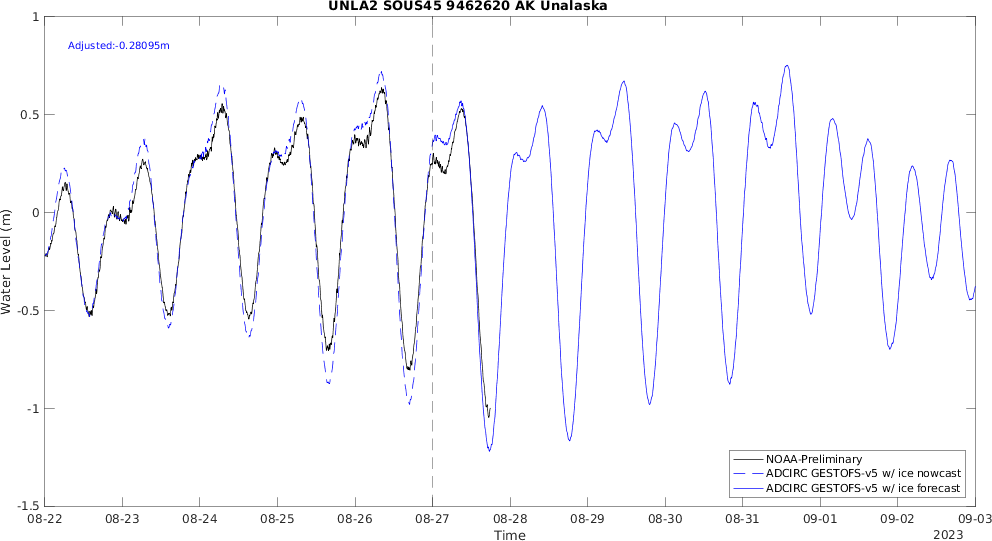 UNLA2 SOUS45 9462620 AK Unalaska
Adjusted:-0.28095m
1
0.5
0
-0.5
-1
-1.5
Water Level (m)
NOAA-Preliminary
ADCIRC GESTOFS-v5 w/ ice nowcast
ADCIRC GESTOFS-v5 w/ ice forecast
08-22 08-23 08-24 08-25 08-26 08-27 08-28 08-29 08-30 08-31 09-01 09-02 09-03
Time
2023